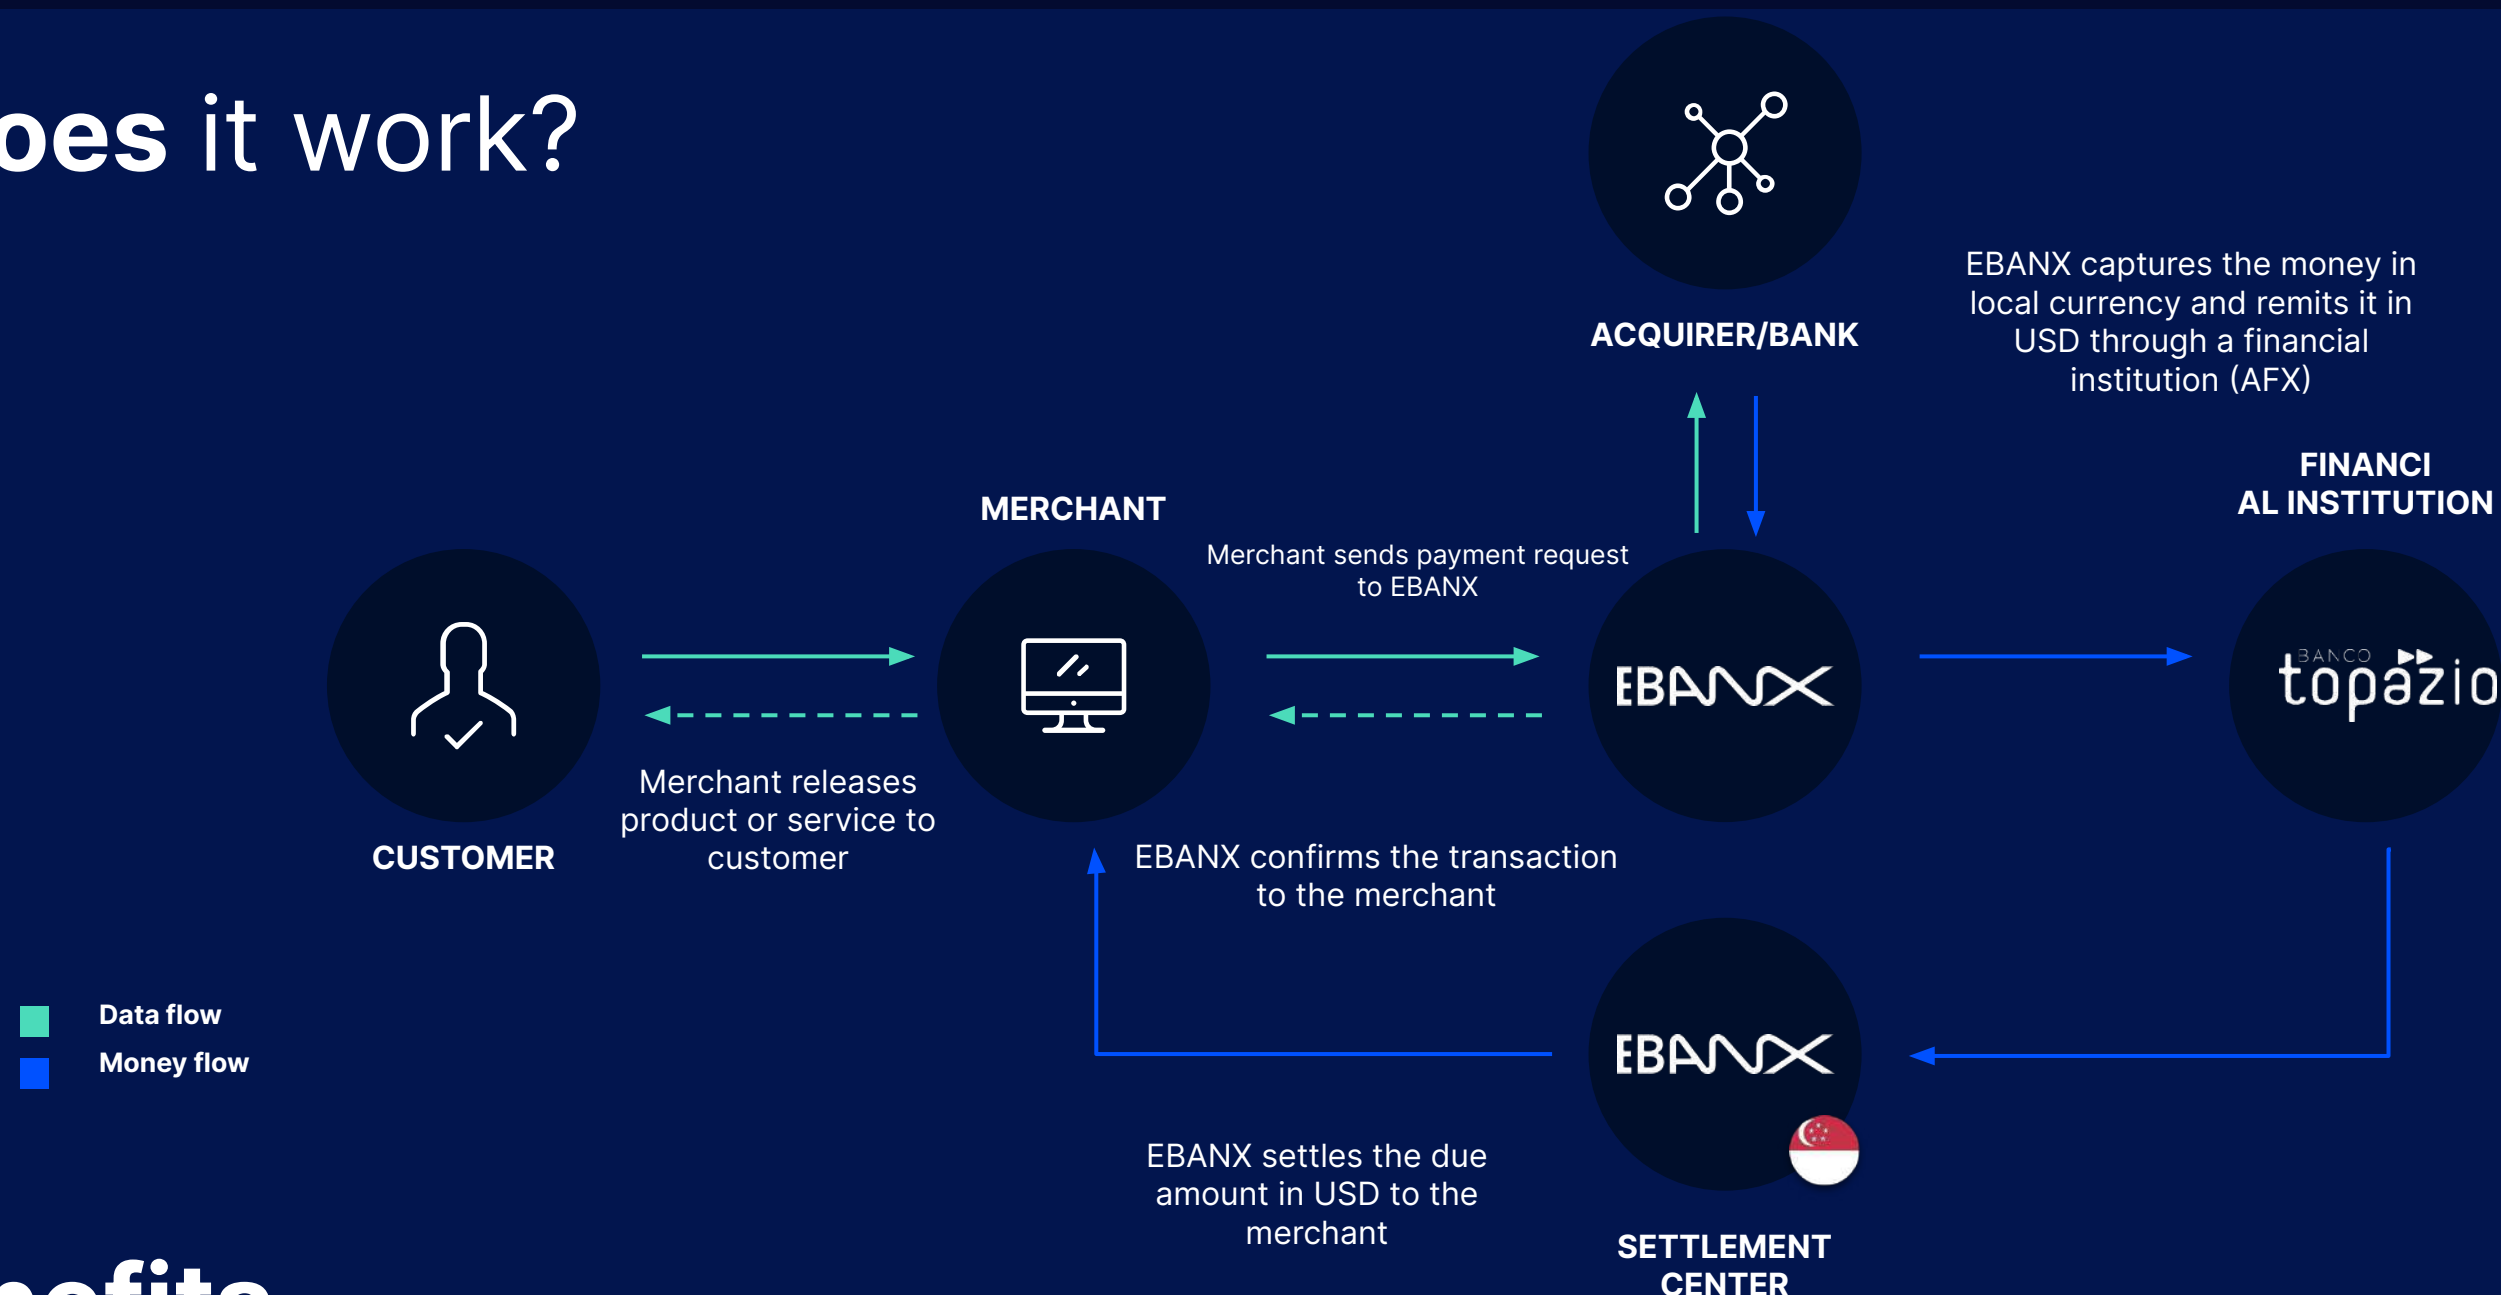 oes it work?
EBANX captures the money in
local currency and remits it in
USD through a financial
institution (AFX)
ACQUIRER/BANK
FINANCI
AL INSTITUTION
MERCHANT
Merchant sends payment request
to EBANX
EBANX
BANCO
topázio
Merchant releases
product or service to
customer
CUSTOMER
EBANX confirms the transaction
to the merchant
Data flow
Money flow
EBANX
EBANX settles the due
amount in USD to the
merchant
SETTLEMENT
CENTER
nefits